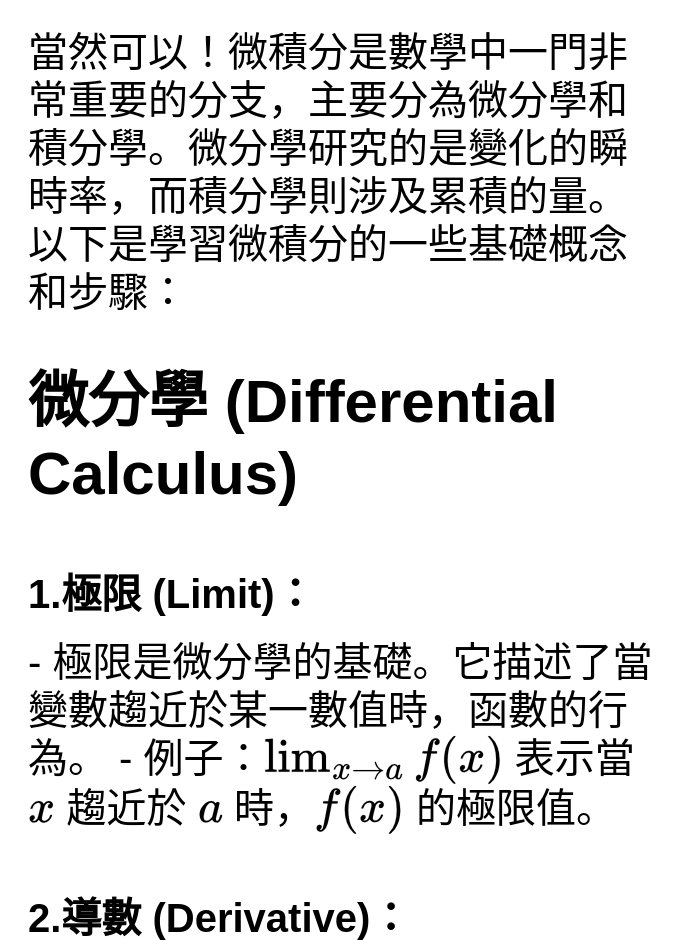 當然可以！微積分是數學中一門非
常重要的分支，主要分為微分學和
積分學。微分學研究的是變化的瞬
時率，而積分學則涉及累積的量。
以下是學習微積分的一些基礎概念
和步驟：
微分學 (Differential
Calculus)
1.極限 (Limit)：
- 極限是微分學的基礎。它描述了當
變數趨近於某一數值時，函數的行
為。 - 例子：lim_{x→a} f(x) 表示當
x 趨近於 a 時，f(x) 的極限值。
2.導數 (Derivative)：